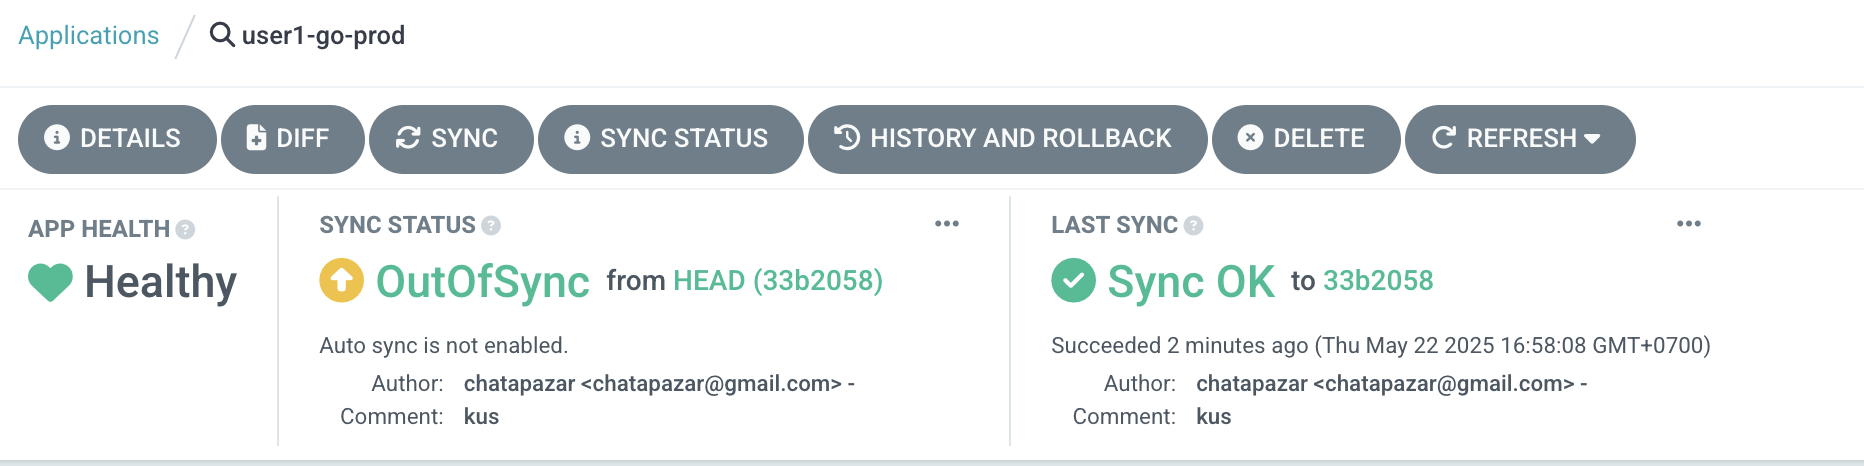 Applications / user1-go-prod
DETAILS DIFF SYNC SYNC STATUS HISTORY AND ROLLBACK DELETE REFRESH
APP HEALTH ?
Healthy
SYNC STATUS ? •••
OutOfSync from HEAD (33b2058)
Auto sync is not enabled.
Author: chatapazar <chatapazar@gmail.com> -
Comment: kus
LAST SYNC ? •••
Sync OK to 33b2058
Succeeded 2 minutes ago (Thu May 22 2025 16:58:08 GMT+0700)
Author: chatapazar <chatapazar@gmail.com> -
Comment: kus